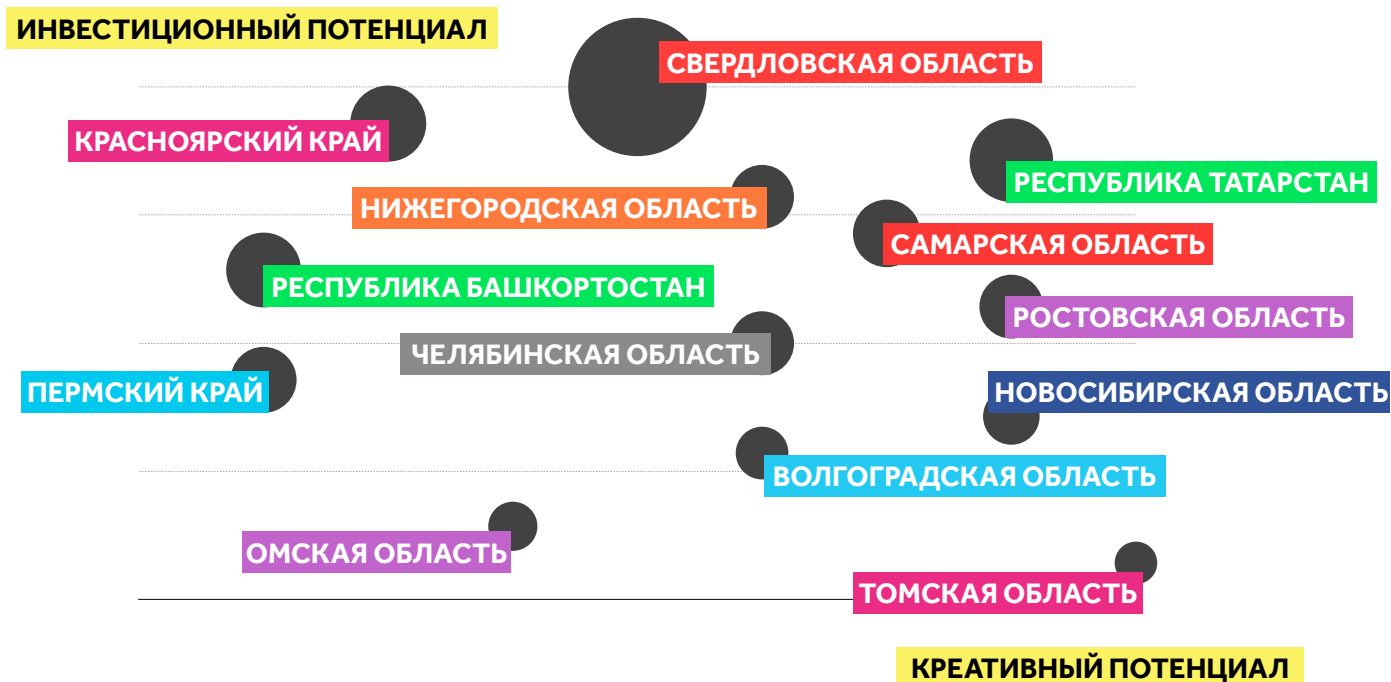 ИНВЕСТИЦИОННЫЙ ПОТЕНЦИАЛ
СВЕРДЛОВСКАЯ ОБЛАСТЬ
КРАСНОЯРСКИЙ КРАЙ
РЕСПУБЛИКА ТАТАРСТАН
НИЖЕГОРОДСКАЯ ОБЛАСТЬ
САМАРСКАЯ ОБЛАСТЬ
РЕСПУБЛИКА БАШКОРТОСТАН
РОСТОВСКАЯ ОБЛАСТЬ
ЧЕЛЯБИНСКАЯ ОБЛАСТЬ
ПЕРМСКИЙ КРАЙ
НОВОСИБИРСКАЯ ОБЛАСТЬ
ВОЛГОГРАДСКАЯ ОБЛАСТЬ
ОМСКАЯ ОБЛАСТЬ
ТОМСКАЯ ОБЛАСТЬ
КРЕАТИВНЫЙ ПОТЕНЦИАЛ